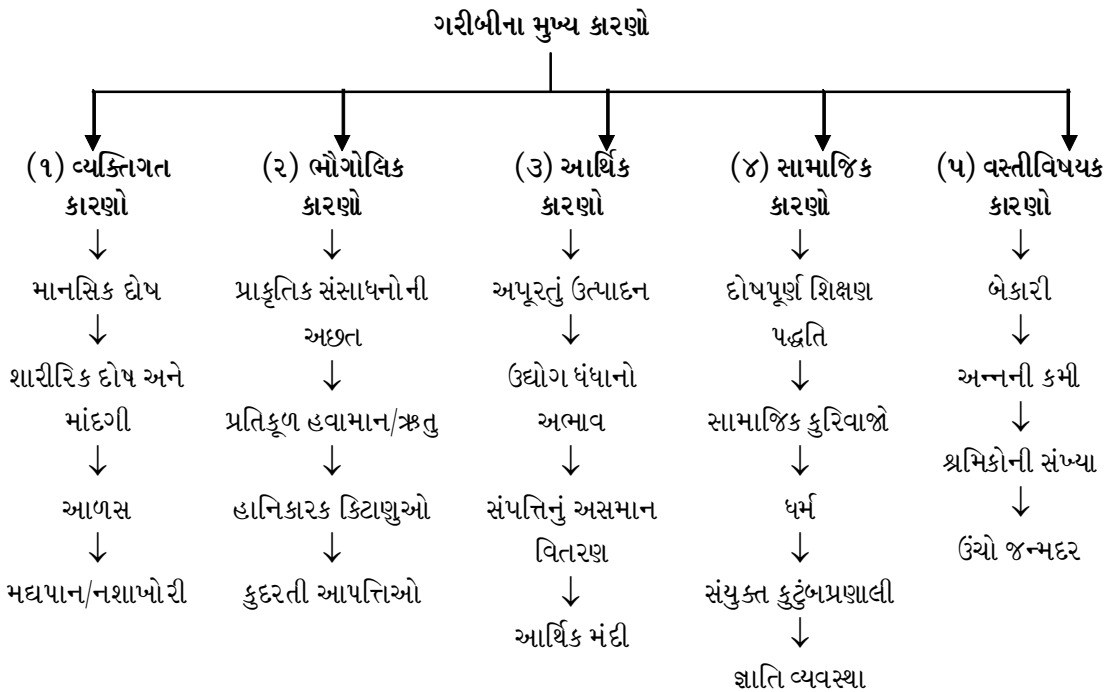 ગરીબીના મુખ્ય કારણો
(૧) વ્યક્તિગત
કારણો
↓
માનસિક દોષ
↓
શારીરિક દોષ અને
માંદગી
↓
આળસ
↓
મદ્યપાન/નશાખોરી
(૨) ભૌગોલિક
કારણો
↓
પ્રાકૃતિક સંસાધનોની
અછત
↓
પ્રતિકૂળ હવામાન/ઋતુ
↓
હાનિકારક કિટાણુઓ
↓
કુદરતી આપત્તિઓ
(૩) આર્થિક
કારણો
↓
અપૂરતું ઉત્પાદન
↓
ઉદ્યોગ ધંધાનો
અભાવ
↓
સંપત્તિનું અસમાન
વિતરણ
↓
આર્થિક મંદી
(૪) સામાજિક
કારણો
↓
દોષપૂર્ણ શિક્ષણ
પદ્ધતિ
↓
સામાજિક કુરિવાજો
↓
ધર્મ
↓
સંયુક્ત કુટુંબપ્રણાલી
↓
જ્ઞાતિ વ્યવસ્થા
(૫) વસ્તીવિષયક
કારણો
↓
બેકારી
↓
અન્નની કમી
↓
શ્રમિકોની સંખ્યા
↓
ઉંચો જન્મદર